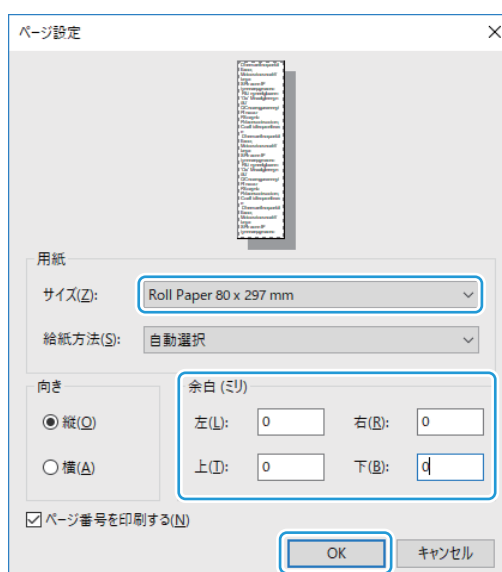 ページ設定
用紙
サイズ(Z): Roll Paper 80 x 297 mm
給紙方法(S): 自動選択
向き
縦(O)
横(A)
余白 (ミリ)
左(L): 0 右(R): 0
上(T): 0 下(B): 0
ページ番号を印刷する(N)
OK キャンセル